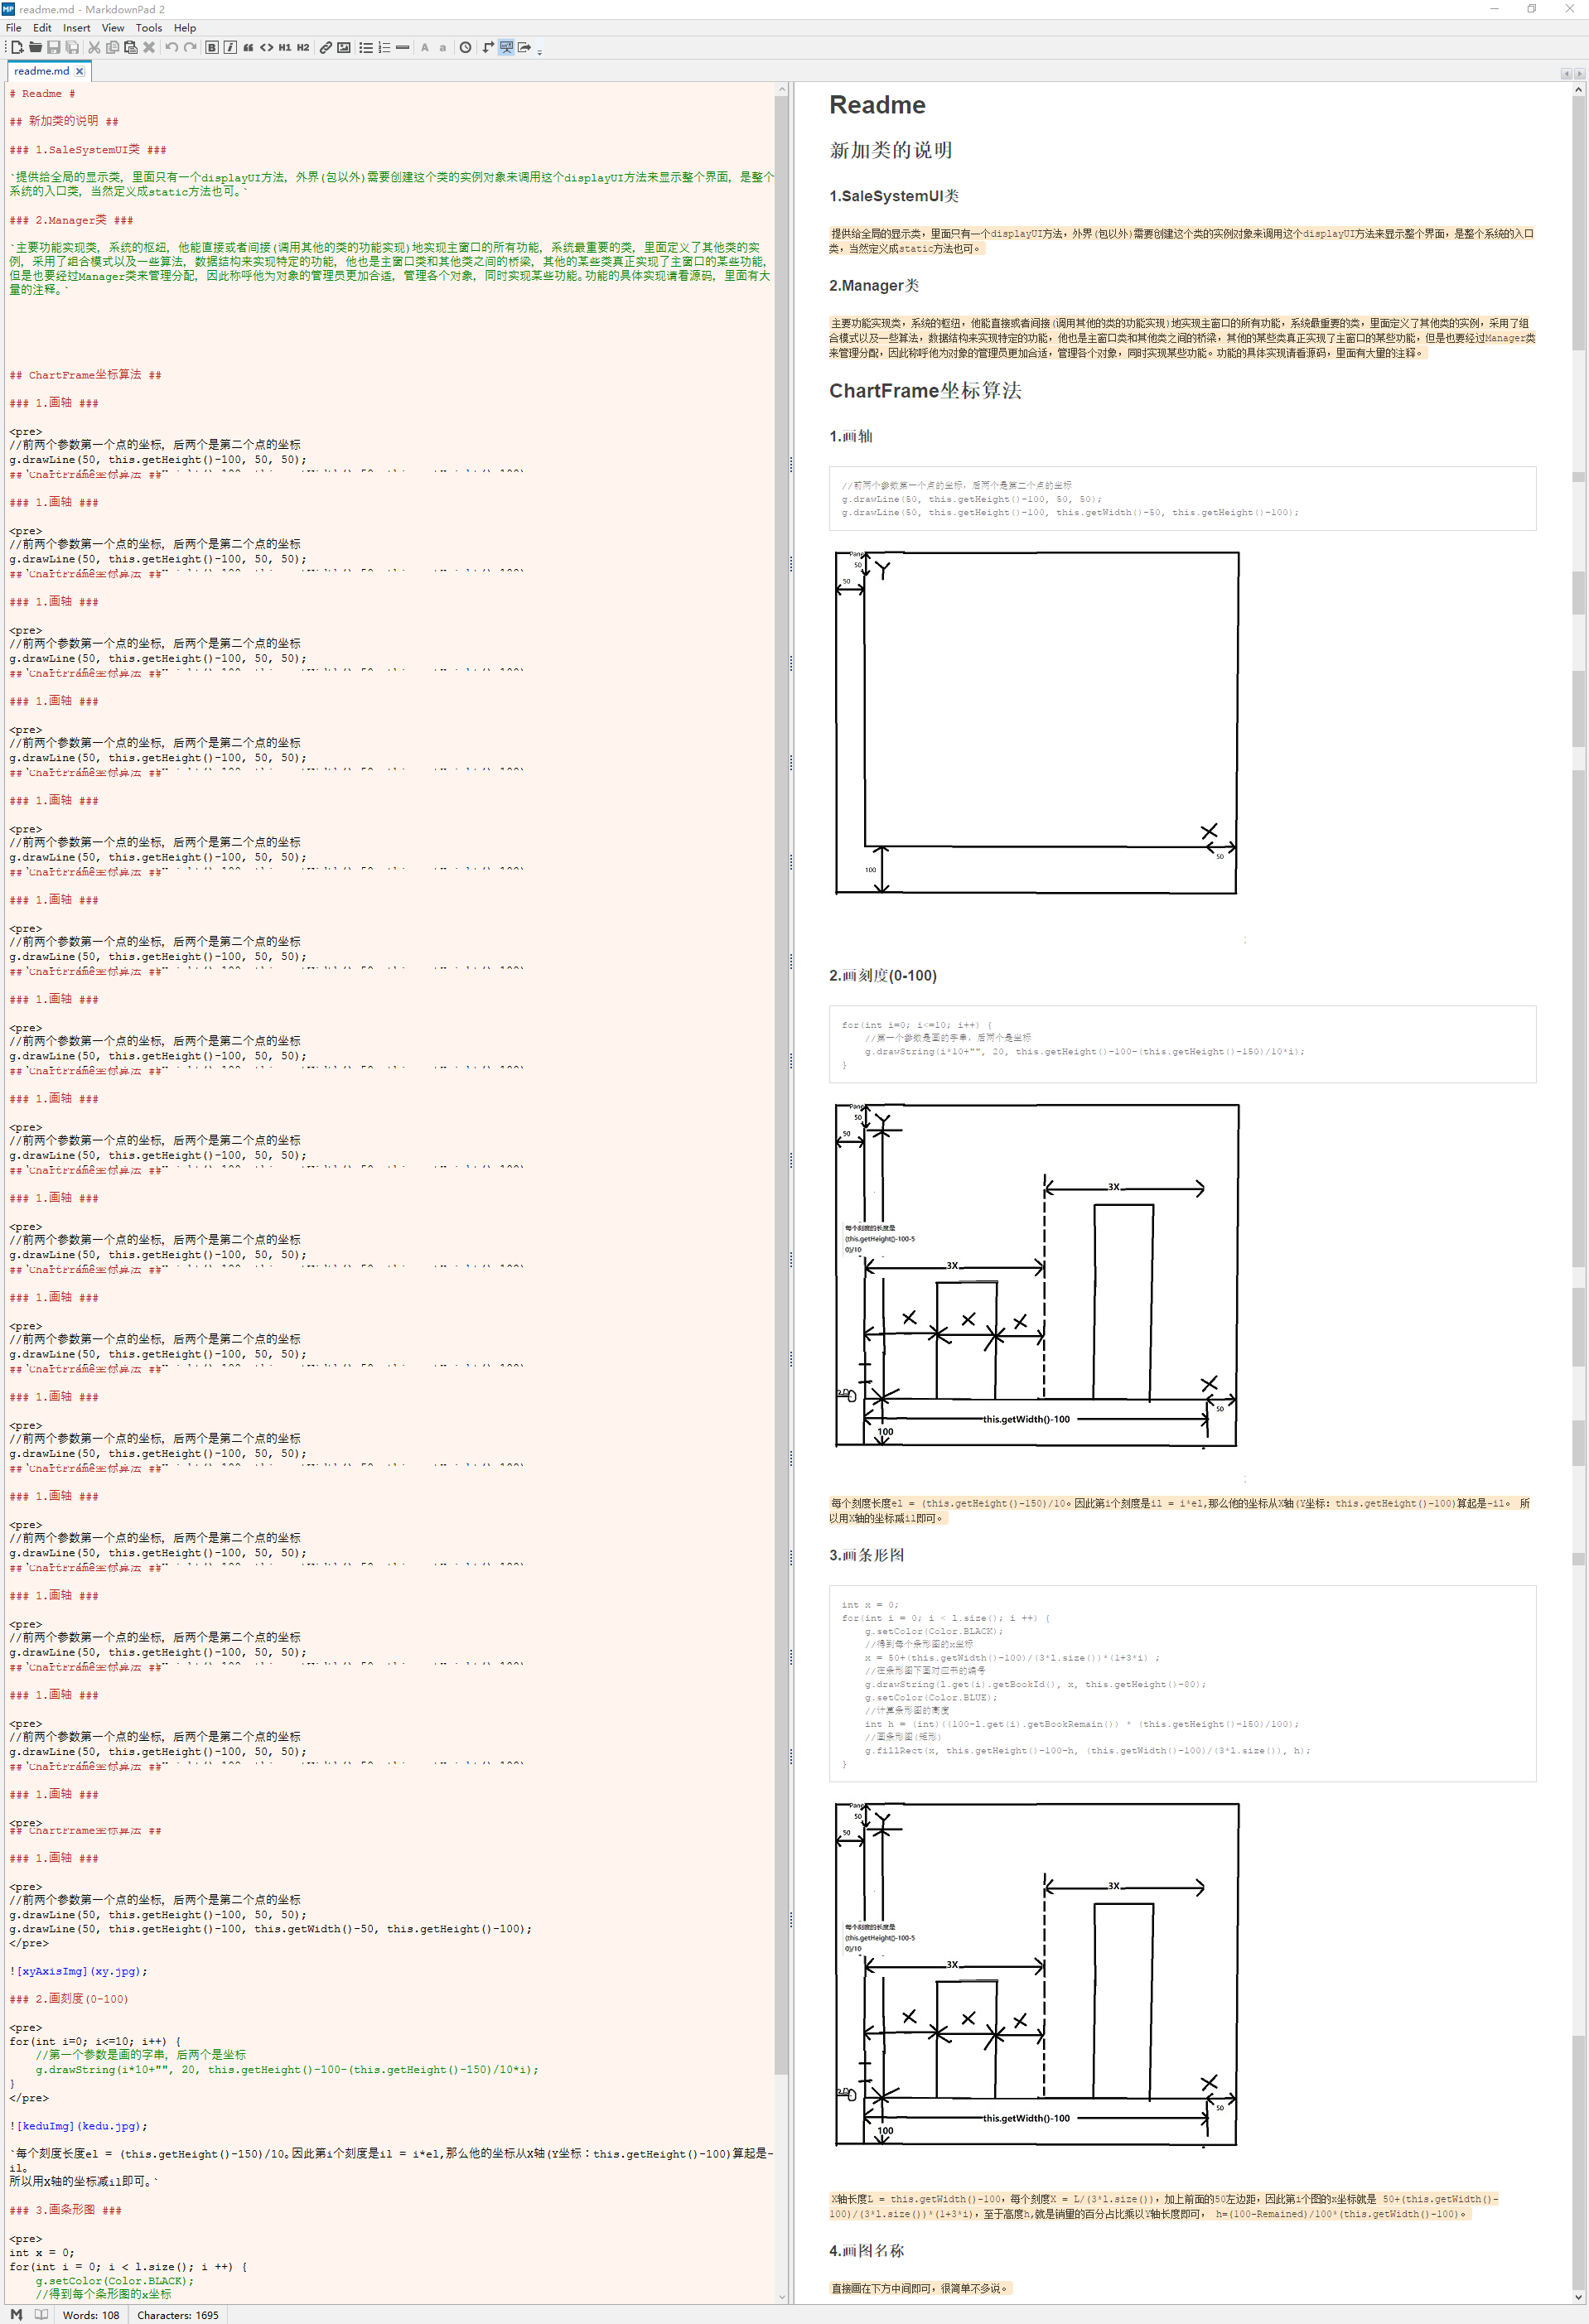 readme.md - MarkdownPad 2
File Edit Insert View Tools Help
readme.md
# Readme #
## 新加类的说明 ##
### 1.SaleSystemUI类 ###
`提供给全局的显示类, 里面只有一个displayUI方法, 外界(包以外)需要创建这个类的实例对象来调用这个displayUI方法来显示整个界面, 是整个
系统的入口类, 当然定义成static方法也可。`
### 2.Manager类 ###
`主要功能实现类, 系统的枢纽, 他能直接或者间接(调用其他的类的功能实现)地实现主窗口的所有功能, 系统最重要的类, 里面定义了其他类的实
例, 采用了组合模式以及一些算法, 数据结构来实现特定的功能, 他也是主窗口类和其他类之间的桥梁, 其他的某些类真正实现了主窗口的某些功能,
但是也要经过Manager类来管理分配, 因此称呼他为对象的管理员更加合适, 管理各个对象, 同时实现某些功能。功能的具体实现请看源码, 里面有大
量的注释。`
## ChartFrame坐标算法 ##
### 1.画轴 ###
<pre>
//前两个参数第一个点的坐标, 后两个是第二个点的坐标
g.drawLine(50, this.getHeight()-100, 50, 50);
## ChartFrame坐标算法 ##
### 1.画轴 ###
<pre>
//前两个参数第一个点的坐标, 后两个是第二个点的坐标
g.drawLine(50, this.getHeight()-100, 50, 50);
## ChartFrame坐标算法 ##
### 1.画轴 ###
<pre>
//前两个参数第一个点的坐标, 后两个是第二个点的坐标
g.drawLine(50, this.getHeight()-100, 50, 50);
## ChartFrame坐标算法 ##
### 1.画轴 ###
<pre>
//前两个参数第一个点的坐标, 后两个是第二个点的坐标
g.drawLine(50, this.getHeight()-100, 50, 50);
## ChartFrame坐标算法 ##
### 1.画轴 ###
<pre>
//前两个参数第一个点的坐标, 后两个是第二个点的坐标
g.drawLine(50, this.getHeight()-100, 50, 50);
## ChartFrame坐标算法 ##
### 1.画轴 ###
<pre>
//前两个参数第一个点的坐标, 后两个是第二个点的坐标
g.drawLine(50, this.getHeight()-100, 50, 50);
## ChartFrame坐标算法 ##
### 1.画轴 ###
<pre>
//前两个参数第一个点的坐标, 后两个是第二个点的坐标
g.drawLine(50, this.getHeight()-100, 50, 50);
## ChartFrame坐标算法 ##
### 1.画轴 ###
<pre>
//前两个参数第一个点的坐标, 后两个是第二个点的坐标
g.drawLine(50, this.getHeight()-100, 50, 50);
## ChartFrame坐标算法 ##
### 1.画轴 ###
<pre>
//前两个参数第一个点的坐标, 后两个是第二个点的坐标
g.drawLine(50, this.getHeight()-100, 50, 50);
## ChartFrame坐标算法 ##
### 1.画轴 ###
<pre>
//前两个参数第一个点的坐标, 后两个是第二个点的坐标
g.drawLine(50, this.getHeight()-100, 50, 50);
## ChartFrame坐标算法 ##
### 1.画轴 ###
<pre>
//前两个参数第一个点的坐标, 后两个是第二个点的坐标
g.drawLine(50, this.getHeight()-100, 50, 50);
## ChartFrame坐标算法 ##
### 1.画轴 ###
<pre>
//前两个参数第一个点的坐标, 后两个是第二个点的坐标
g.drawLine(50, this.getHeight()-100, 50, 50);
## ChartFrame坐标算法 ##
### 1.画轴 ###
<pre>
//前两个参数第一个点的坐标, 后两个是第二个点的坐标
g.drawLine(50, this.getHeight()-100, 50, 50);
## ChartFrame坐标算法 ##
### 1.画轴 ###
<pre>
//前两个参数第一个点的坐标, 后两个是第二个点的坐标
g.drawLine(50, this.getHeight()-100, 50, 50);
## ChartFrame坐标算法 ##
### 1.画轴 ###
<pre>
## ChartFrame坐标算法 ##
### 1.画轴 ###
<pre>
//前两个参数第一个点的坐标, 后两个是第二个点的坐标
g.drawLine(50, this.getHeight()-100, 50, 50);
g.drawLine(50, this.getHeight()-100, this.getWidth()-50, this.getHeight()-100);
</pre>
![xyAxisImg](xy.jpg);
### 2.画刻度(0-100)
<pre>
for(int i=0; i<=10; i++) {
//第一个参数是画的字串, 后两个是坐标
g.drawString(i*10+"", 20, this.getHeight()-100-(this.getHeight()-150)/10*i);
}
</pre>
![keduImg](kedu.jpg);
`每个刻度长度el = (this.getHeight()-150)/10。因此第i个刻度是il = i*el,那么他的坐标从X轴(Y坐标：this.getHeight()-100)算起是-
il。
所以用X轴的坐标减il即可。`
### 3.画条形图 ###
<pre>
int x = 0;
for(int i = 0; i < l.size(); i ++) {
g.setColor(Color.BLACK);
//得到每个条形图的x坐标
Readme
新加类的说明
1.SaleSystemUI类
提供给全局的显示类, 里面只有一个displayUI方法, 外界(包以外)需要创建这个类的实例对象来调用这个displayUI方法来显示整个界面, 是整个系统的入口
类, 当然定义成static方法也可。
2.Manager类
主要功能实现类, 系统的枢纽, 他能直接或者间接(调用其他的类的功能实现)地实现主窗口的所有功能, 系统最重要的类, 里面定义了其他类的实例, 采用了组
合模式以及一些算法, 数据结构来实现特定的功能, 他也是主窗口类和其他类之间的桥梁, 其他的某些类真正实现了主窗口的某些功能, 但是也要经过Manager类
来管理分配, 因此称呼他为对象的管理员更加合适, 管理各个对象, 同时实现某些功能。功能的具体实现请看源码, 里面有大量的注释。
ChartFrame坐标算法
1.画轴
//前两个参数第一个点的坐标, 后两个是第二个点的坐标
g.drawLine(50, this.getHeight()-100, 50, 50);
g.drawLine(50, this.getHeight()-100, this.getWidth()-50, this.getHeight()-100);
50
Y
50
X
50
100
;
2.画刻度(0-100)
for(int i=0; i<=10; i++) {
//第一个参数是画的字串, 后两个是坐标
g.drawString(i*10+"", 20, this.getHeight()-100-(this.getHeight()-150)/10*i);
}
50
Y
50
3X
每个刻度的长度是
(this.getHeight()-100-5
0)/10
3X
X X X
X
50
this.getWidth()-100
100
;
每个刻度长度el = (this.getHeight()-150)/10。因此第i个刻度是il = i*el,那么他的坐标从X轴(Y坐标：this.getHeight()-100)算起是-il。 所
以用X轴的坐标减il即可。
3.画条形图
int x = 0;
for(int i = 0; i < l.size(); i ++) {
g.setColor(Color.BLACK);
//得到每个条形图的x坐标
x = 50+(this.getWidth()-100)/(3*l.size())*(1+3*i) ;
//在条形图下画对应书的编号
g.drawString(l.get(i).getBookId(), x, this.getHeight()-80);
g.setColor(Color.BLUE);
//计算条形图的高度
int h = (int)((100-l.get(i).getBookRemain()) * (this.getHeight()-150)/100);
//画条形图(矩形)
g.fillRect(x, this.getHeight()-100-h, (this.getWidth()-100)/(3*l.size()), h);
}
50
Y
50
3X
每个刻度的长度是
(this.getHeight()-100-5
0)/10
3X
X X X
X
50
this.getWidth()-100
100
X轴长度L = this.getWidth()-100, 每个刻度X = L/(3*l.size()), 加上前面的50左边距, 因此第i个图的x坐标就是 50+(this.getWidth()-
100)/(3*l.size())*(1+3*i), 至于高度h,就是销量的百分占比乘以Y轴长度即可, h=(100-Remained)/100*(this.getWidth()-100)。
4.画图名称
直接画在下方中间即可, 很简单不多说。
Words: 108 Characters: 1695